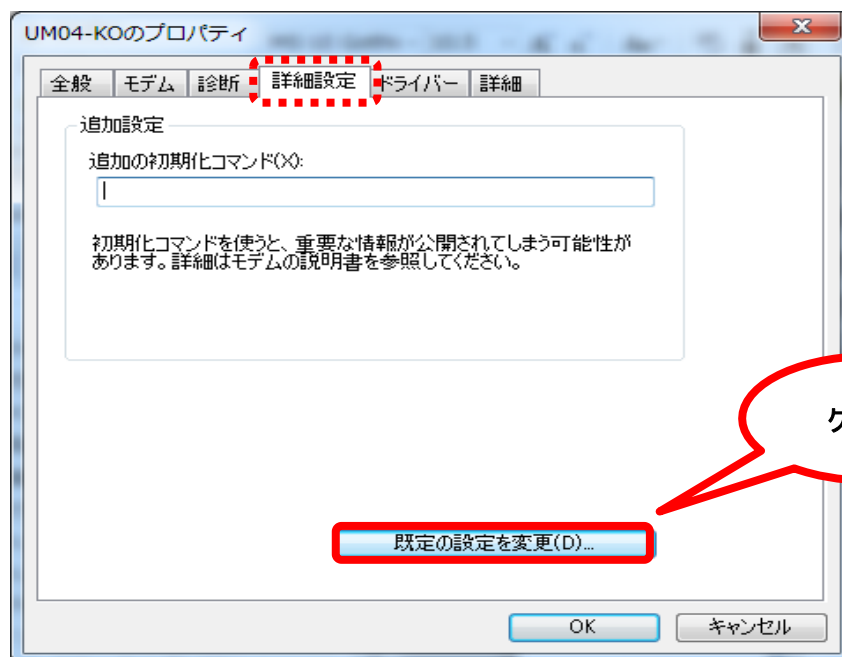 UM04-KOのプロパティ
全般 モデム 診断 詳細設定 ドライバー 詳細
追加設定
追加の初期化コマンド(X):
初期化コマンドを使うと、重要な情報が公開されてしまう可能性が
あります。詳細はモデムの説明書を参照してください。
既定の設定を変更(D)...
OK キャンセル